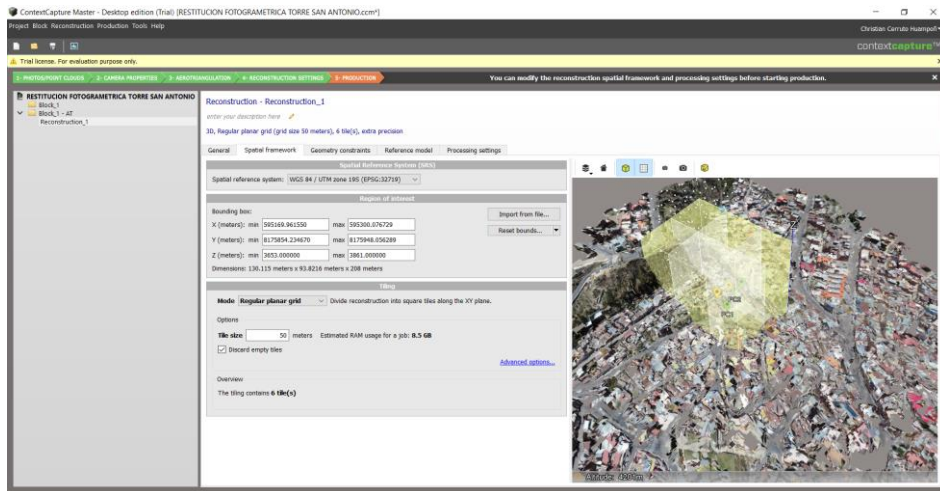 ContextCapture Master - Desktop edition (Trial) [RESTITUCION FOTOGRAMETRICA TORRE SAN ANTONIO.ccm*]
Project Block Reconstruction Production Tools Help
Christian Cerruto Huampoll
contextcapture™
Trial license. For evaluation purpose only.
1- PHOTOS/POINT CLOUDS 2- CAMERA PROPERTIES 3- AEROTRIANGULATION 4- RECONSTRUCTION SETTINGS 5- PRODUCTION You can modify the reconstruction spatial framework and processing settings before starting production.
RESTITUCION FOTOGRAMETRICA TORRE SAN ANTONIO
Block_1
Block_1 - AT
Reconstruction_1
Reconstruction - Reconstruction_1
enter your description here
3D, Regular planar grid (grid size 50 meters), 6 tile(s), extra precision
General Spatial framework Geometry constraints Reference model Processing settings
Spatial Reference System (SRS)
Spatial reference system: WGS 84 / UTM zone 19S (EPSG:32719)
Region of interest
Bounding box:
Import from file...
X (meters): min 595169.961550 max 595300.076729
Reset bounds...
Y (meters): min 8175854.234670 max 8175948.056289
Z (meters): min 3653.000000 max 3861.000000
Dimensions: 130.115 meters x 93.8216 meters x 208 meters
Tiling
Mode Regular planar grid Divide reconstruction into square tiles along the XY plane.
Options
Tile size 50 meters Estimated RAM usage for a job: 8.5 GB
Discard empty tiles
Advanced options...
Overview
The tiling contains 6 tile(s)
Z
PC2
PC1